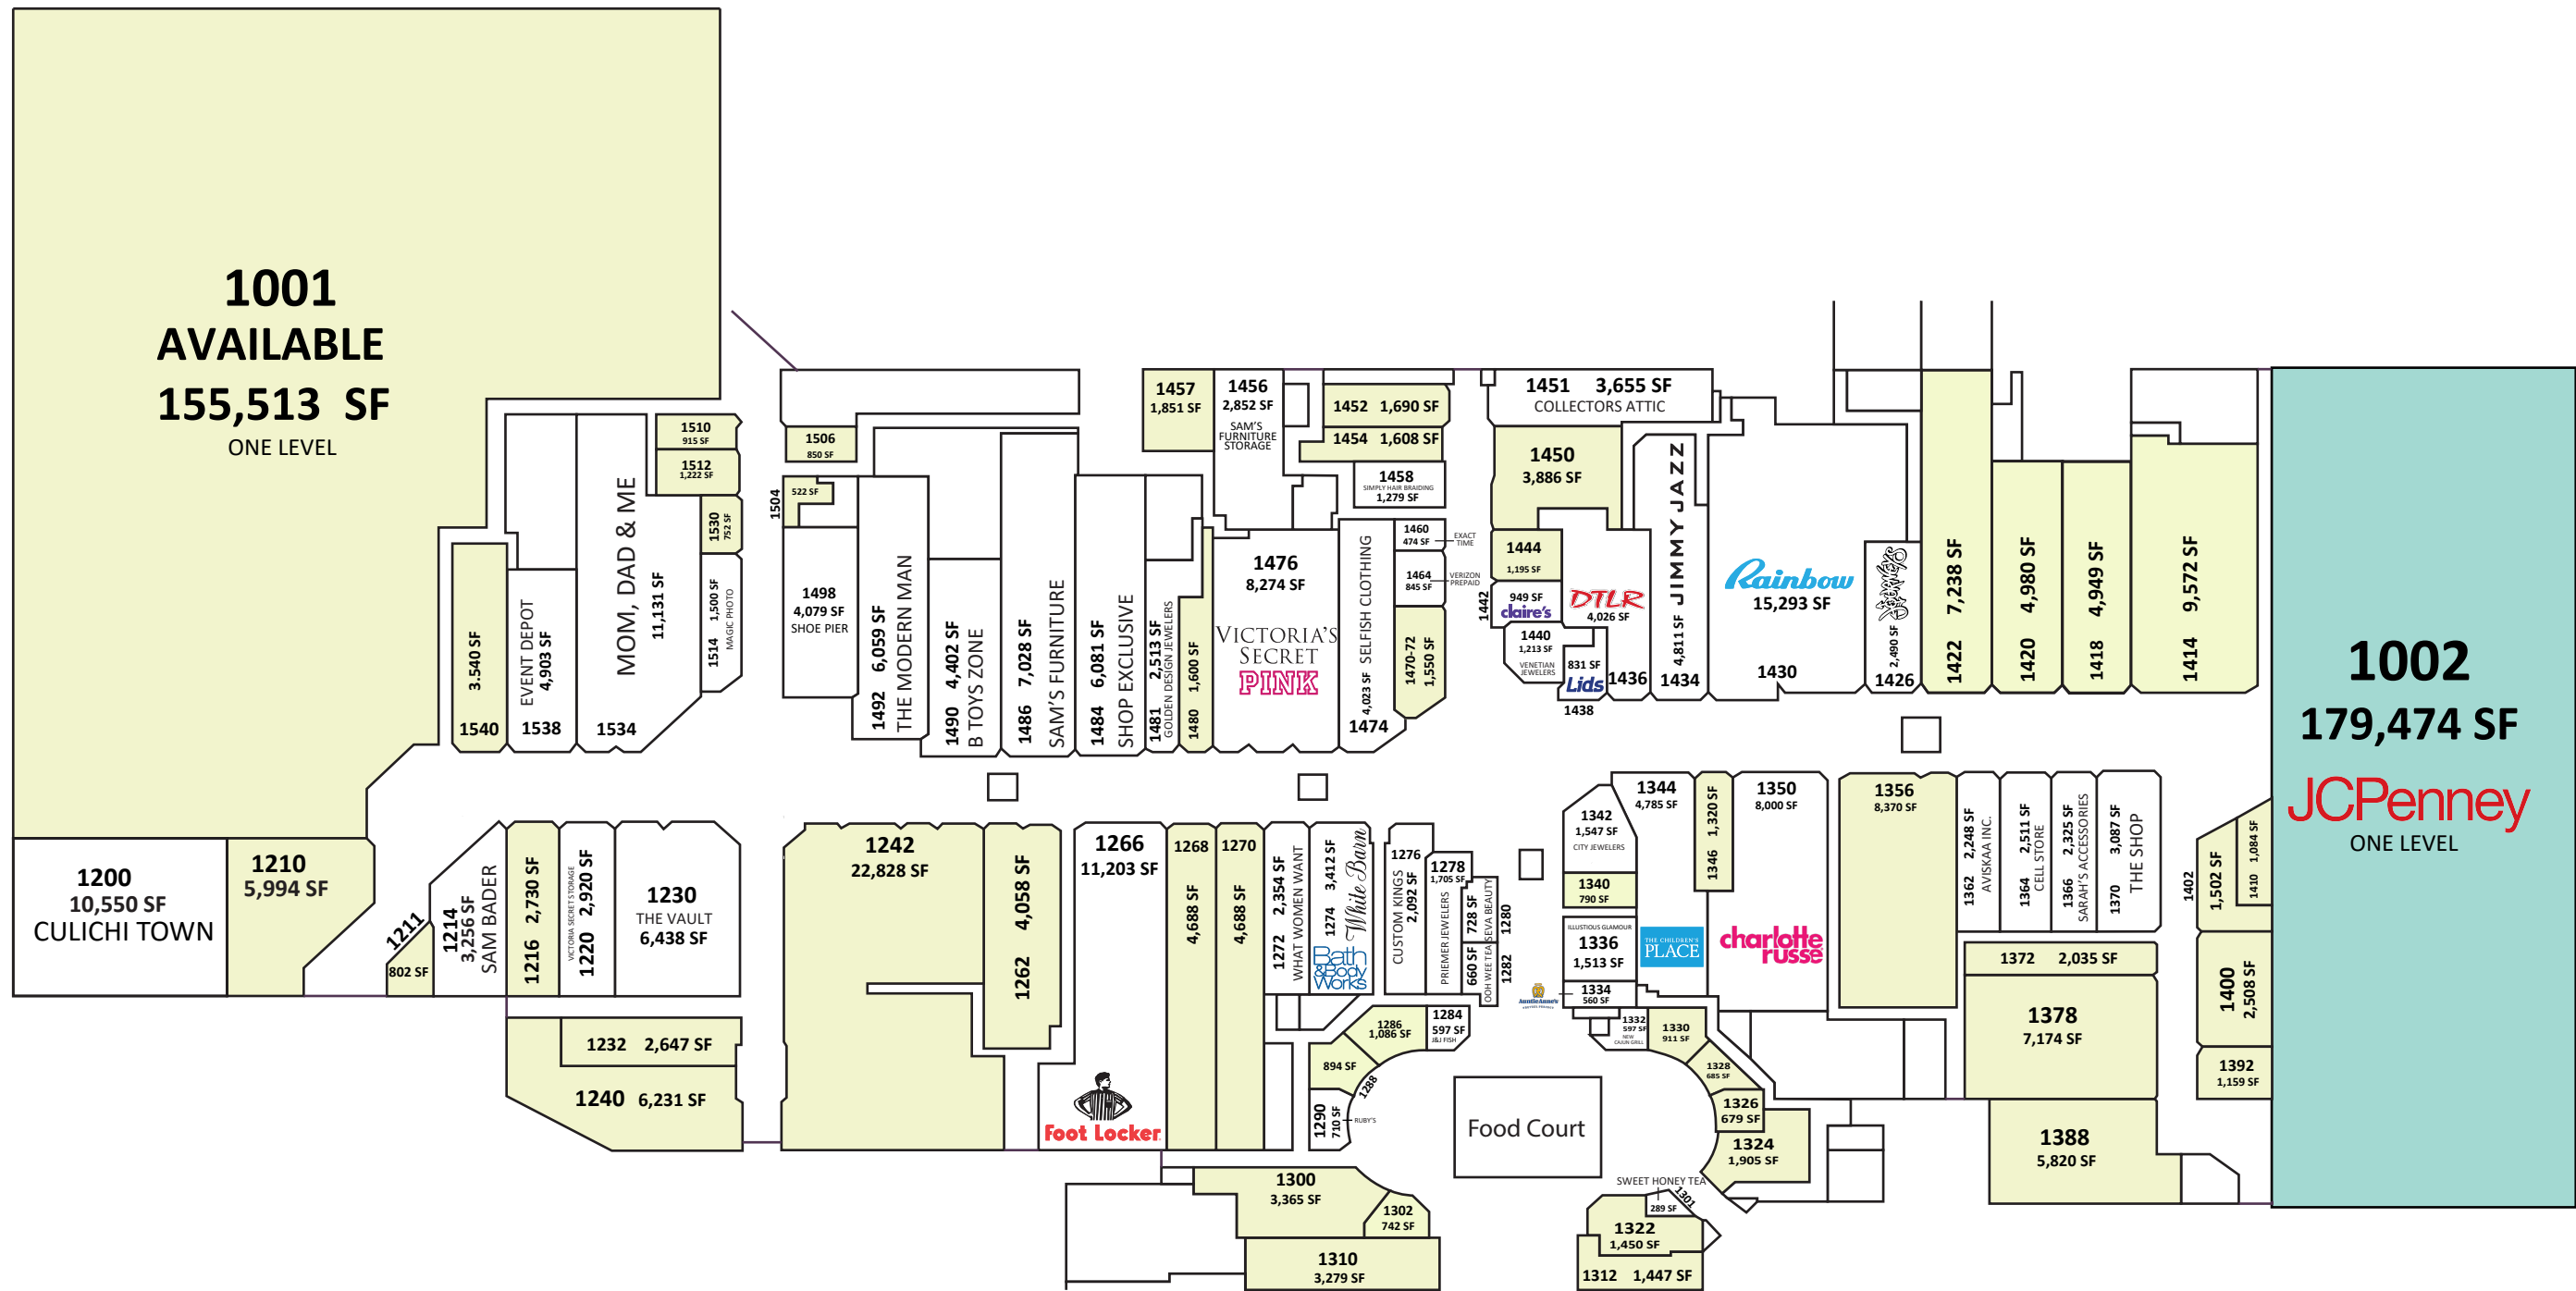 1001
AVAILABLE
155,513 SF
ONE LEVEL
1510
915 SF
1512
1,222 SF
1530
752 SF
1514 1,500 SF
MAGIC PHOTO
MOM, DAD & ME
11,131 SF
1534
EVENT DEPOT
4,903 SF
1538
3.540 SF
1540
1506
850 SF
1504
522 SF
1498
4,079 SF
SHOE PIER
1492 6,059 SF
THE MODERN MAN
1490 4,402 SF
B TOYS ZONE
1486 7,028 SF
SAM'S FURNITURE
1484 6,081 SF
SHOP EXCLUSIVE
1481 2,513 SF
GOLDEN DESIGN JEWELERS
1480 1,600 SF
1457
1,851 SF
1456
2,852 SF
SAM'S
FURNITURE
STORAGE
1452 1,690 SF
1454 1,608 SF
1458
SIMPLY HAIR BRAIDING
1,279 SF
1476
8,274 SF
VICTORIA'S
SECRET
PINK
4,023 SF SELFISH CLOTHING
1474
1460
474 SF
EXACT
TIME
1464
845 SF
VERIZON
PREPAID
1470-72
1,550 SF
1451 3,655 SF
COLLECTORS ATTIC
1450
3,886 SF
1444
1,195 SF
1442
949 SF
claire's
1440
1,213 SF
VENETIAN
JEWELERS
831 SF
Lids
1438
DTLR
4,026 SF
1436
4,811 SF JIMMY JAZZ
1434
Rainbow
15,293 SF
1430
2,490 SF
1426
1422 7,238 SF
1420 4,980 SF
1418 4,949 SF
1414 9,572 SF
1002
179,474 SF
JCPenney
ONE LEVEL
1200
10,550 SF
CULICHI TOWN
1210
5,994 SF
1211
802 SF
1214
3,256 SF
SAM BADER
1216 2,730 SF
VICTORIA SECRET STORAGE
1220 2,920 SF
1230
THE VAULT
6,438 SF
1232 2,647 SF
1240 6,231 SF
1242
22,828 SF
1262 4,058 SF
1266
11,203 SF
Foot Locker
1268
4,688 SF
1270
4,688 SF
1272 2,354 SF
WHAT WOMEN WANT
1274 3,412 SF
White Barn
Bath
& Body
Works
1276
CUSTOM KINGS
2,092 SF
1278
1,705 SF
PRIEMER JEWELERS
728 SF
SEVA BEAUTY
1280
660 SF
OOH WEE TEA
1282
1284
597 SF
J&J FISH
1286
1,086 SF
894 SF
1288
1290
710 SF
RUBY'S
Food Court
1300
3,365 SF
1302
742 SF
1310
3,279 SF
SWEET HONEY TEA
1301
289 SF
1322
1,450 SF
1312 1,447 SF
1324
1,905 SF
1326
679 SF
1328
685 SF
1330
911 SF
1332
597 SF
NEW
CAJUN GRILL
1334
560 SF
Auntie Anne's
ILLUSTIOUS GLAMOUR
1336
1,513 SF
1340
790 SF
1342
1,547 SF
CITY JEWELERS
1344
4,785 SF
THE CHILDREN'S
PLACE
1346 1,320 SF
1350
8,000 SF
charlotte
russe
1356
8,370 SF
1362 2,248 SF
AVISKAA INC.
1364 2,511 SF
CELL STORE
1366 2,325 SF
SARAH'S ACCESSORIES
1370 3,087 SF
THE SHOP
1372 2,035 SF
1378
7,174 SF
1388
5,820 SF
1402
1,502 SF
1410 1,084 SF
1400
2,508 SF
1392
1,159 SF